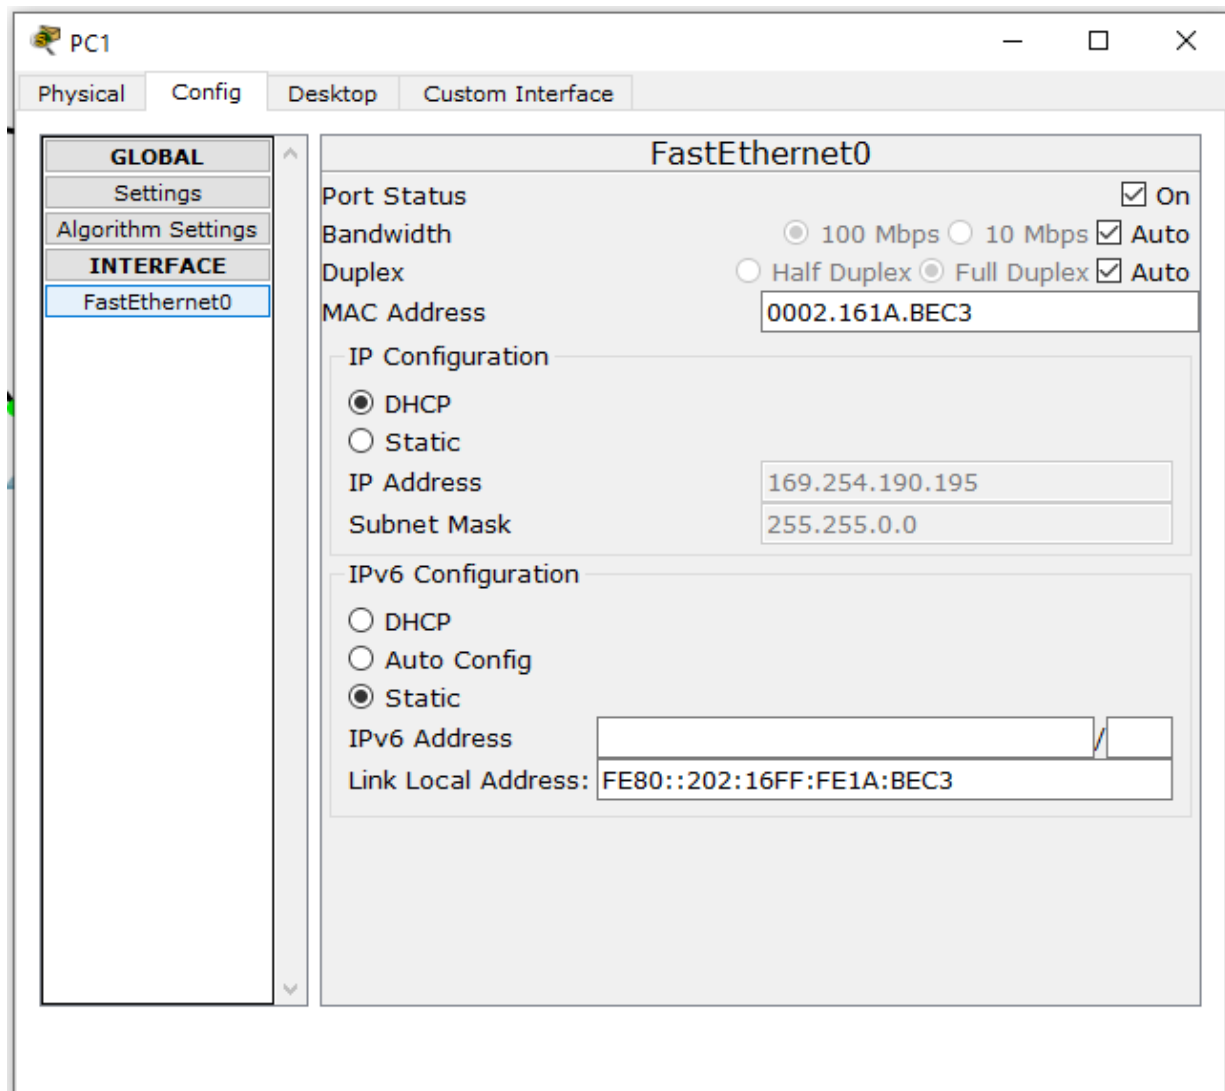 PC1
Physical Config Desktop Custom Interface
GLOBAL
Settings
Algorithm Settings
INTERFACE
FastEthernet0
FastEthernet0
Port Status On
Bandwidth 100 Mbps 10 Mbps Auto
Duplex Half Duplex Full Duplex Auto
MAC Address 0002.161A.BEC3
IP Configuration
DHCP
Static
IP Address 169.254.190.195
Subnet Mask 255.255.0.0
IPv6 Configuration
DHCP
Auto Config
Static
IPv6 Address /
Link Local Address: FE80::202:16FF:FE1A:BEC3